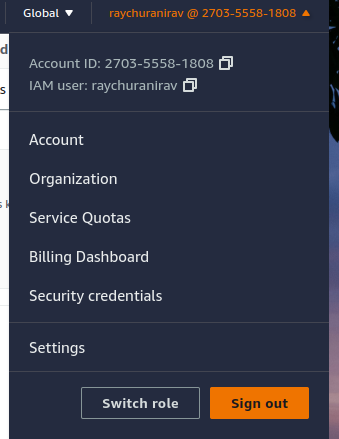 Global ▼ raychuranirav @ 2703-5558-1808 ▲
Account ID: 2703-5558-1808
IAM user: raychuranirav
Account
Organization
Service Quotas
Billing Dashboard
Security credentials
Settings
Switch role Sign out